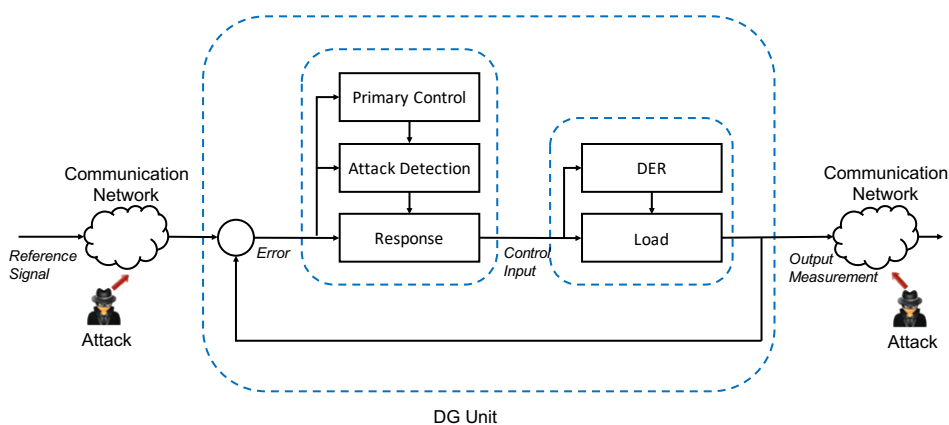 Primary Control
Attack Detection
Response
DER
Load
Communication
Network
Reference
Signal
Attack
Error
Control
Input
Communication
Network
Output
Measurement
Attack
DG Unit